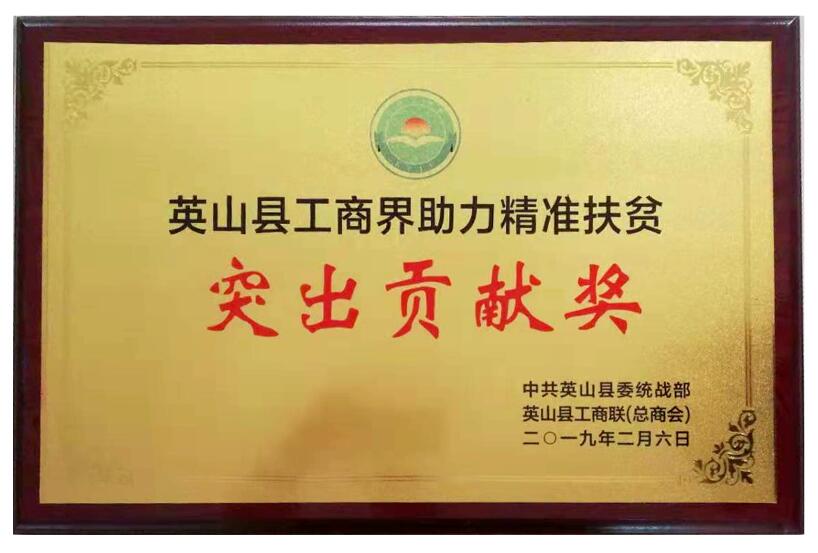 英山县工商界助力精准扶贫
突出贡献奖
中共英山县委统战部
英山县工商联(总商会)
二〇一九年二月六日